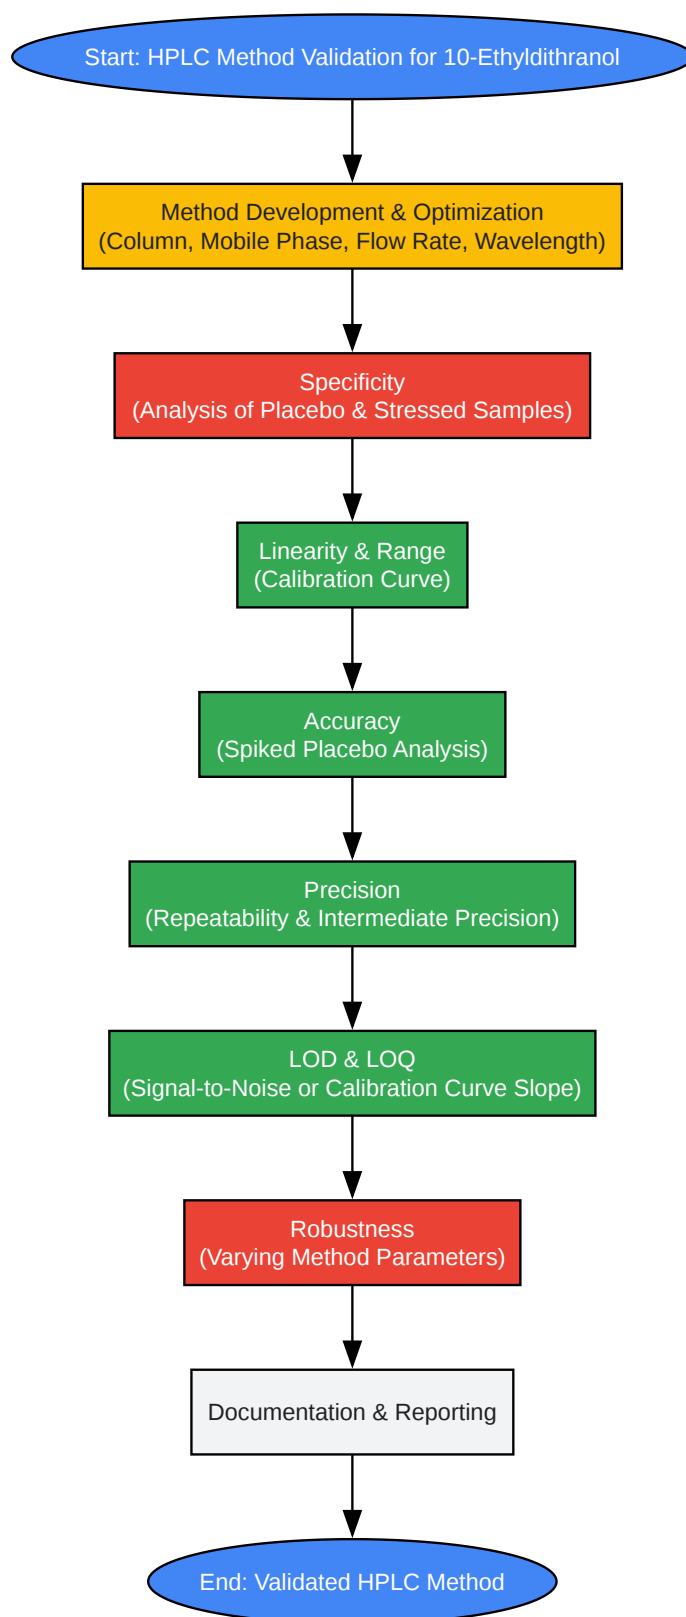 Start: HPLC Method Validation for 10-Ethyldithranol
Method Development & Optimization
(Column, Mobile Phase, Flow Rate, Wavelength)
Specificity
(Analysis of Placebo & Stressed Samples)
Linearity & Range
(Calibration Curve)
Accuracy
(Spiked Placebo Analysis)
Precision
(Repeatability & Intermediate Precision)
LOD & LOQ
(Signal-to-Noise or Calibration Curve Slope)
Robustness
(Varying Method Parameters)
Documentation & Reporting
End: Validated HPLC Method